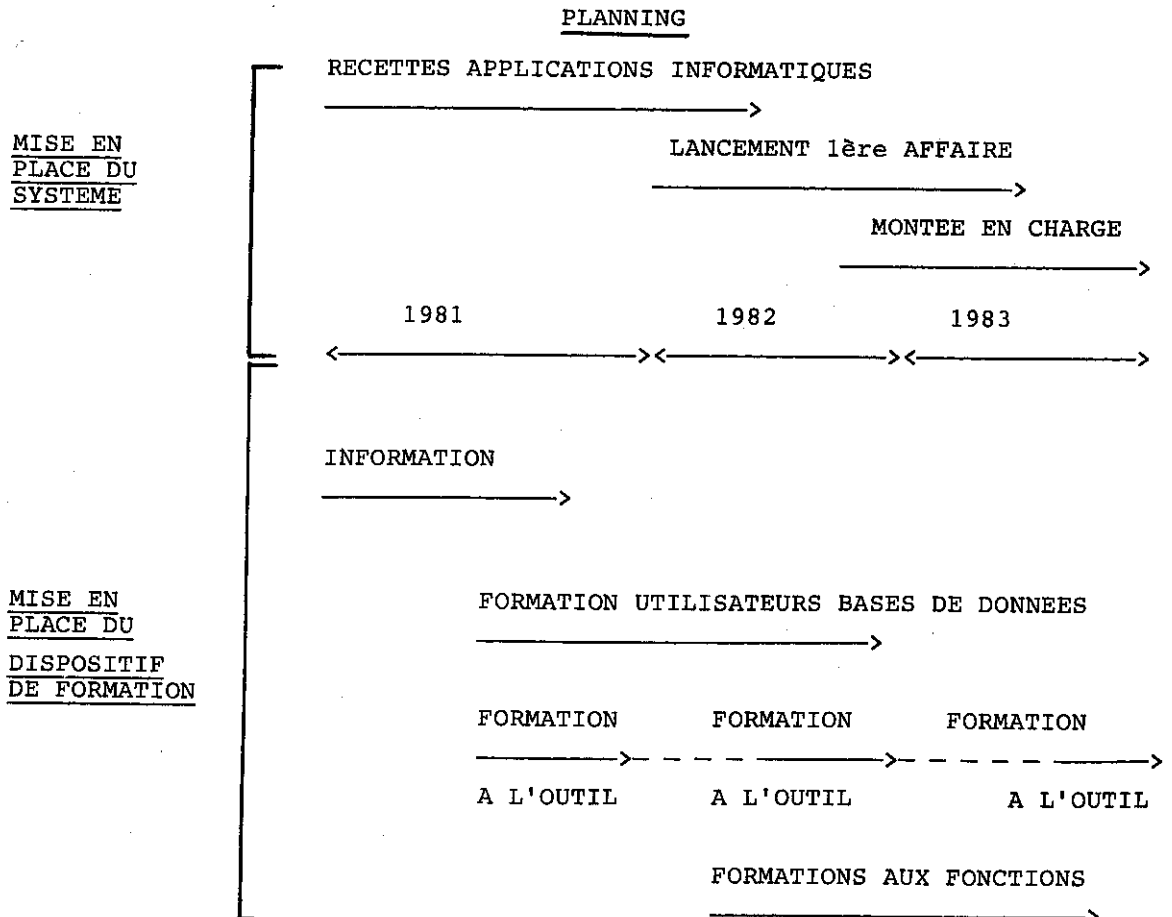 PLANNING
RECETTES APPLICATIONS INFORMATIQUES
MISE EN
PLACE DU
SYSTEME
LANCEMENT 1ère AFFAIRE
MONTEE EN CHARGE
1981 1982 1983
INFORMATION
MISE EN
PLACE DU
DISPOSITIF
DE FORMATION
FORMATION UTILISATEURS BASES DE DONNEES
FORMATION FORMATION FORMATION
A L'OUTIL A L'OUTIL A L'OUTIL
FORMATIONS AUX FONCTIONS